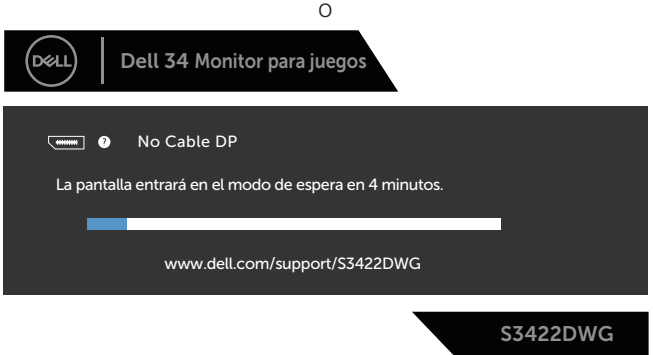 O
DELL
Dell 34 Monitor para juegos
? No Cable DP
La pantalla entrará en el modo de espera en 4 minutos.
www.dell.com/support/S3422DWG
S3422DWG